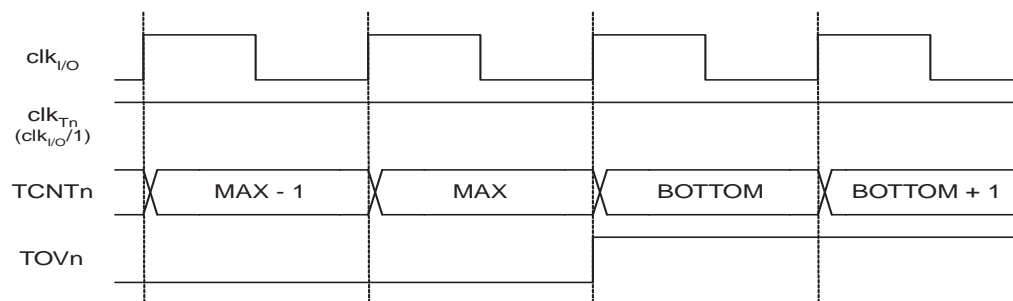 clkI/O
clkTn
(clkI/O/1)
TCNTn MAX - 1 MAX BOTTOM BOTTOM + 1
TOVn